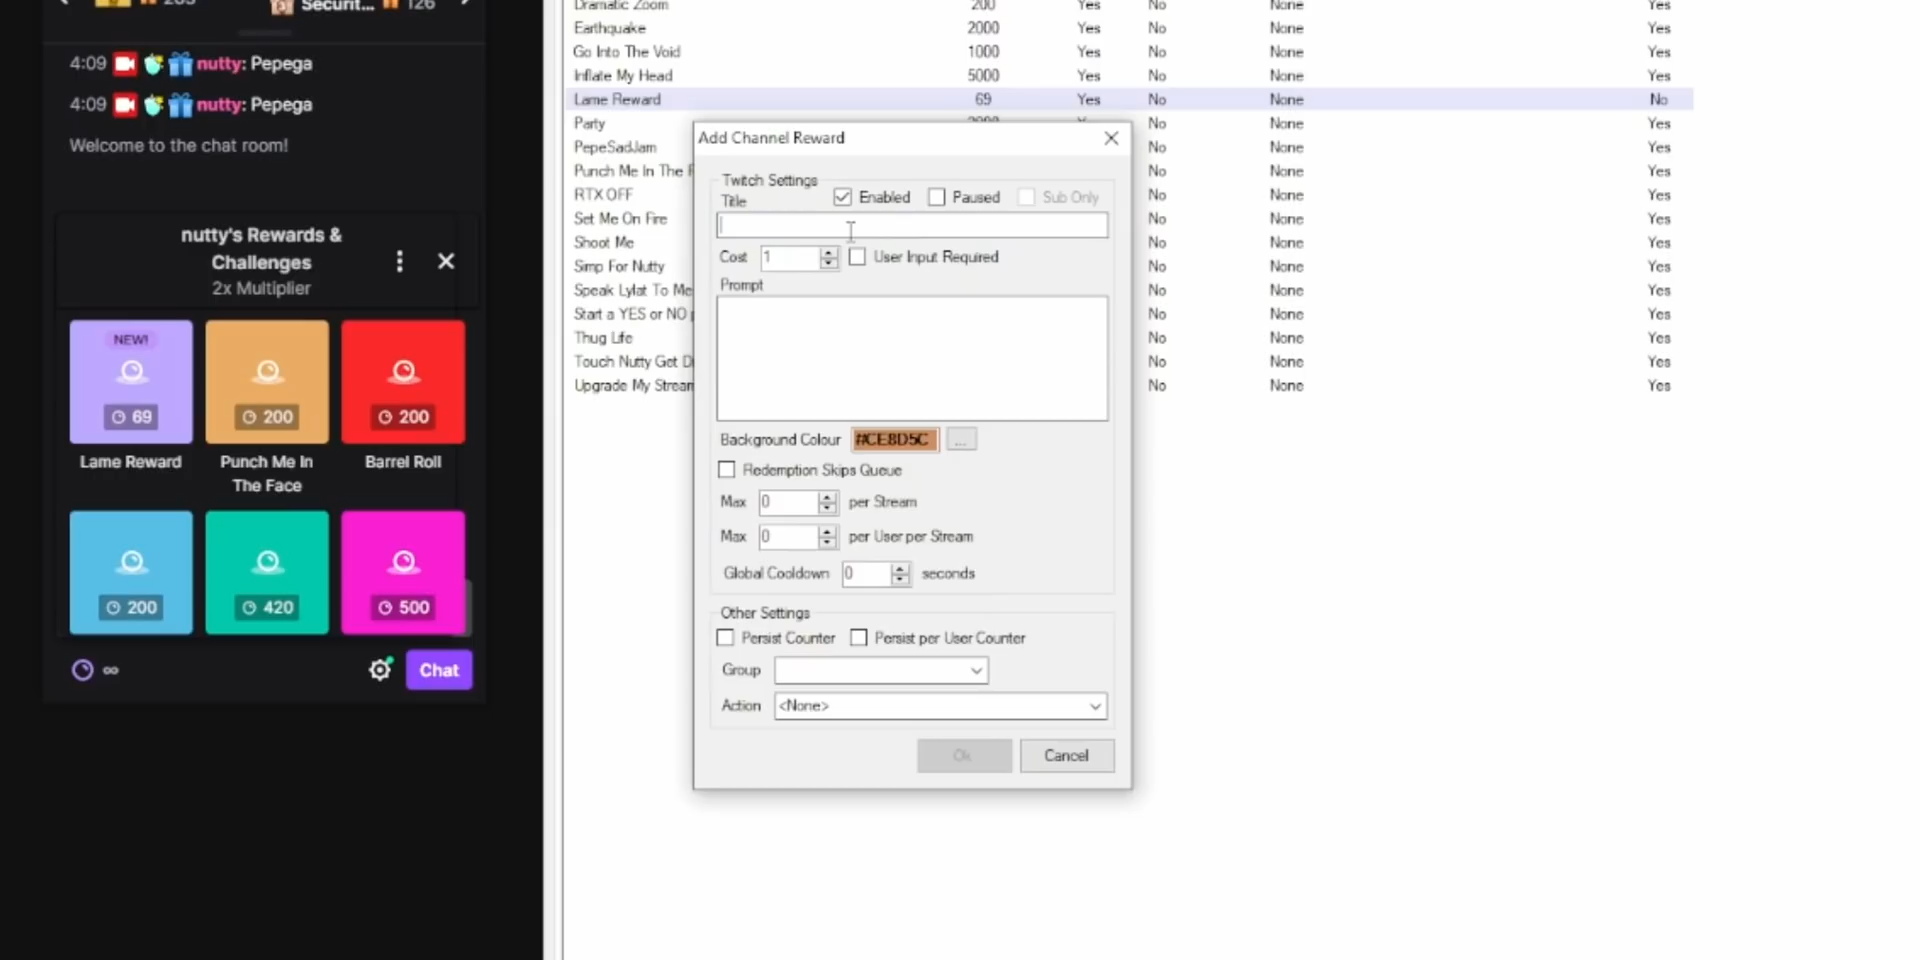 203
Securit... 126
4:09 nutty: Pepega
4:09 nutty: Pepega
Welcome to the chat room!
nutty's Rewards &
Challenges
2x Multiplier
NEW!
69
200
200
Lame Reward
Punch Me In
The Face
Barrel Roll
200
420
500
∞
Chat
Dramatic Zoom 200 Yes No None Yes
Earthquake 2000 Yes No None Yes
Go Into The Void 1000 Yes No None Yes
Inflate My Head 5000 Yes No None Yes
Lame Reward 69 Yes No None No
Party No None Yes
PepeSadJam No None Yes
Punch Me In The No None Yes
RTX OFF No None Yes
Set Me On Fire No None Yes
Shoot Me No None Yes
Simp For Nutty No None Yes
Speak Lylat To Me No None Yes
Start a YES or NO No None Yes
Thug Life No None Yes
Touch Nutty Get No None Yes
Upgrade My Stream No None Yes
Add Channel Reward
Twitch Settings
Title
Enabled Paused Sub Only
Cost 1 User Input Required
Prompt
Background Colour #CE8D5C ...
Redemption Skips Queue
Max 0 per Stream
Max 0 per User per Stream
Global Cooldown 0 seconds
Other Settings
Persist Counter Persist per User Counter
Group
Action <None>
Ok Cancel